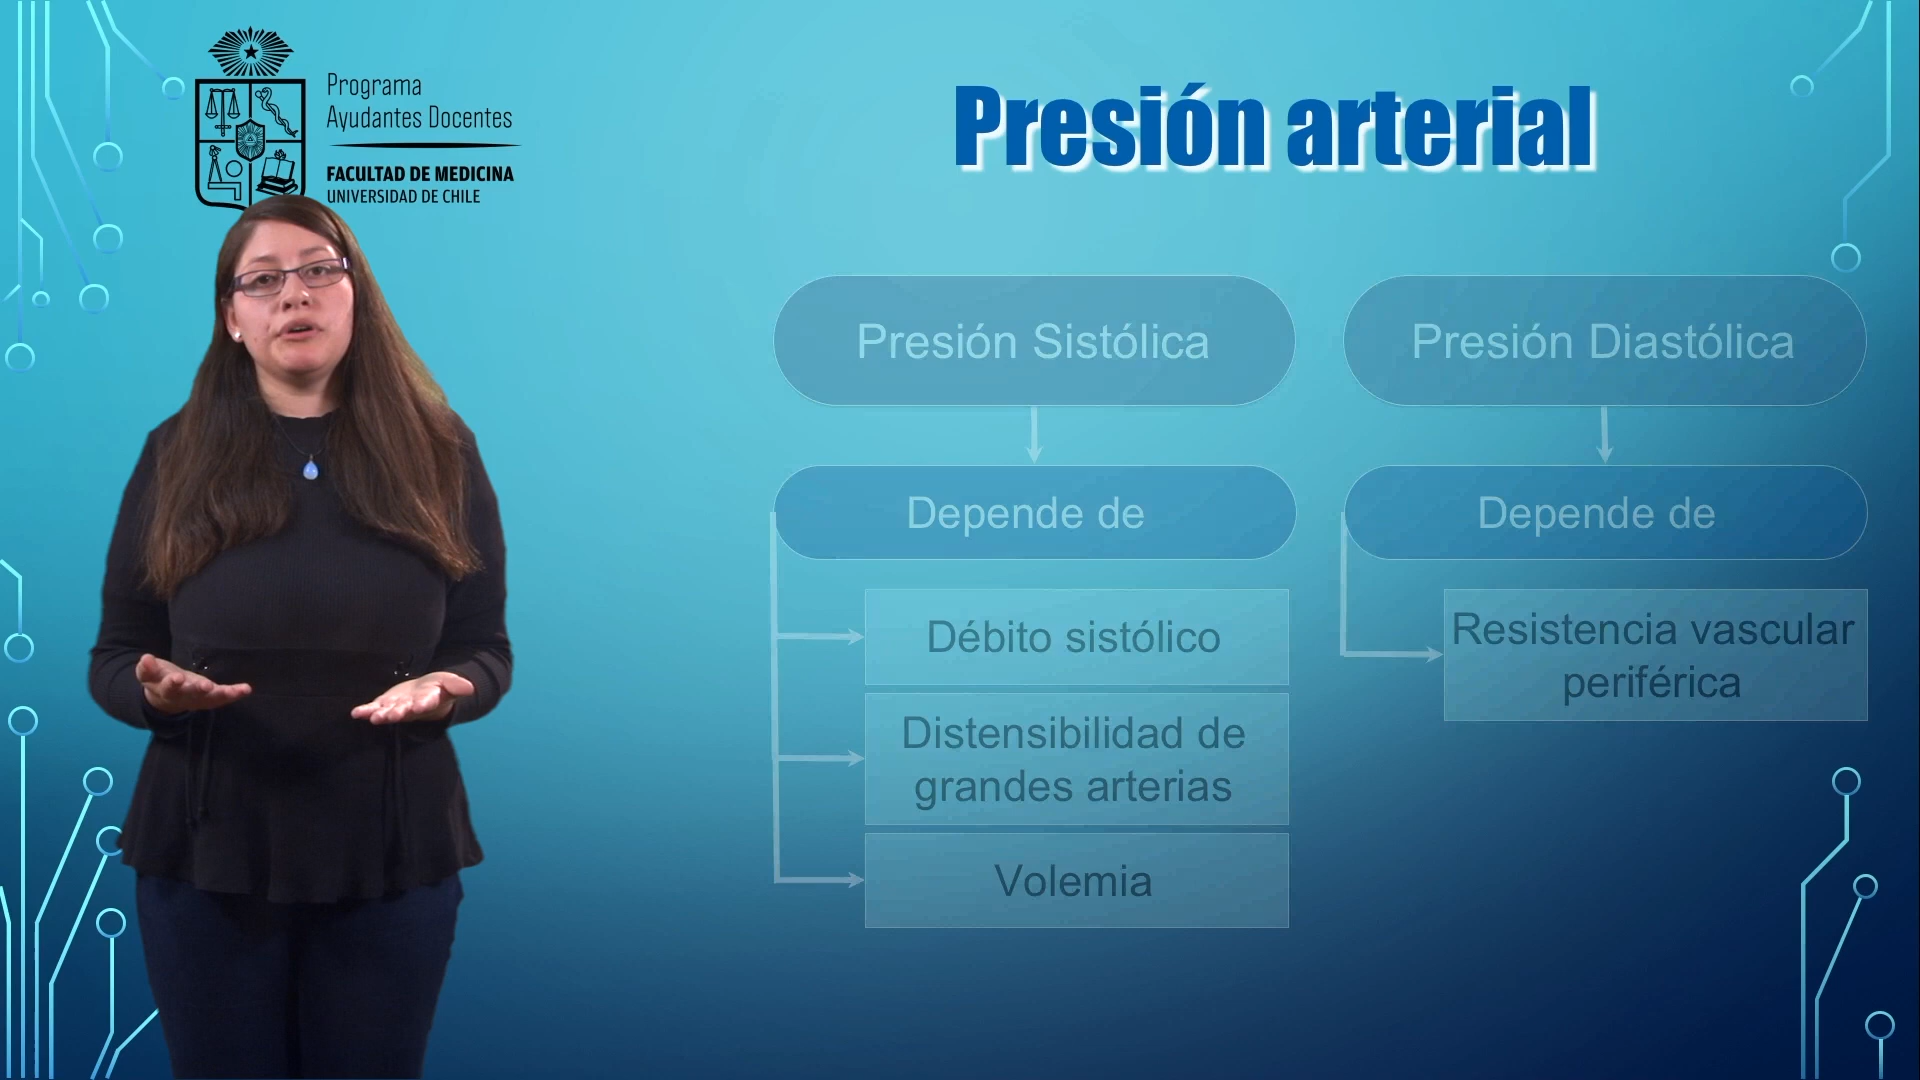 Programa
Ayudantes Docentes
FACULTAD DE MEDICINA
UNIVERSIDAD DE CHILE
Presión arterial
Presión Sistólica
Depende de
Débito sistólico
Distensibilidad de
grandes arterias
Volemia
Presión Diastólica
Depende de
Resistencia vascular
periférica